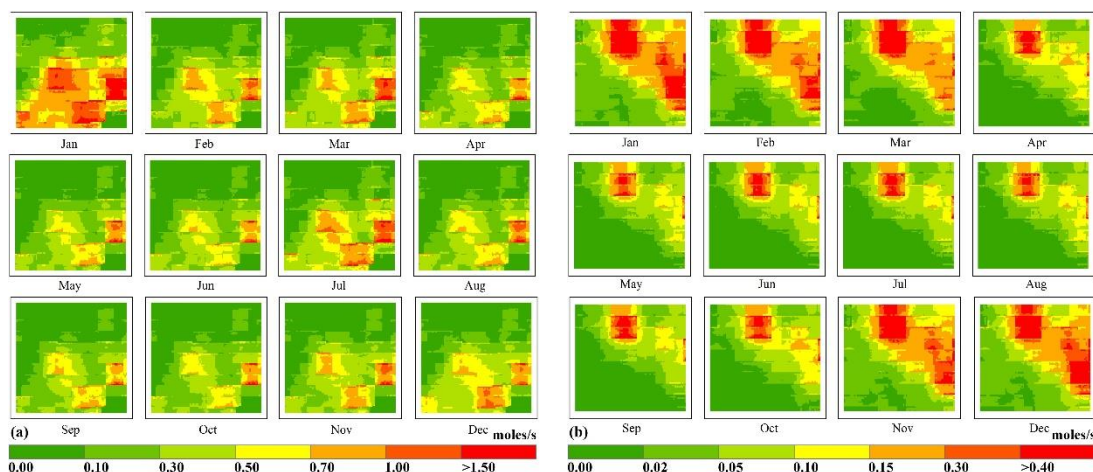 Jan Feb Mar Apr
May Jun Jul Aug
(a) Sep Oct Nov Dec moles/s
0.00 0.10 0.30 0.50 0.70 1.00 >1.50
Jan Feb Mar Apr
May Jun Jul Aug
(b) Sep Oct Nov Dec moles/s
0.00 0.02 0.05 0.10 0.15 0.30 >0.40